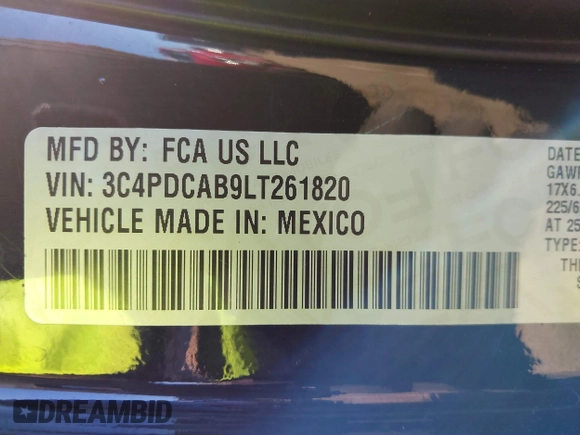 MFD BY: FCA US LLC
VIN: 3C4PDCAB9LT261820
VEHICLE MADE IN: MEXICO
DATE
GAWR
17X6.
225/6
AT 25
TYPE
TH
S
DREAMBID